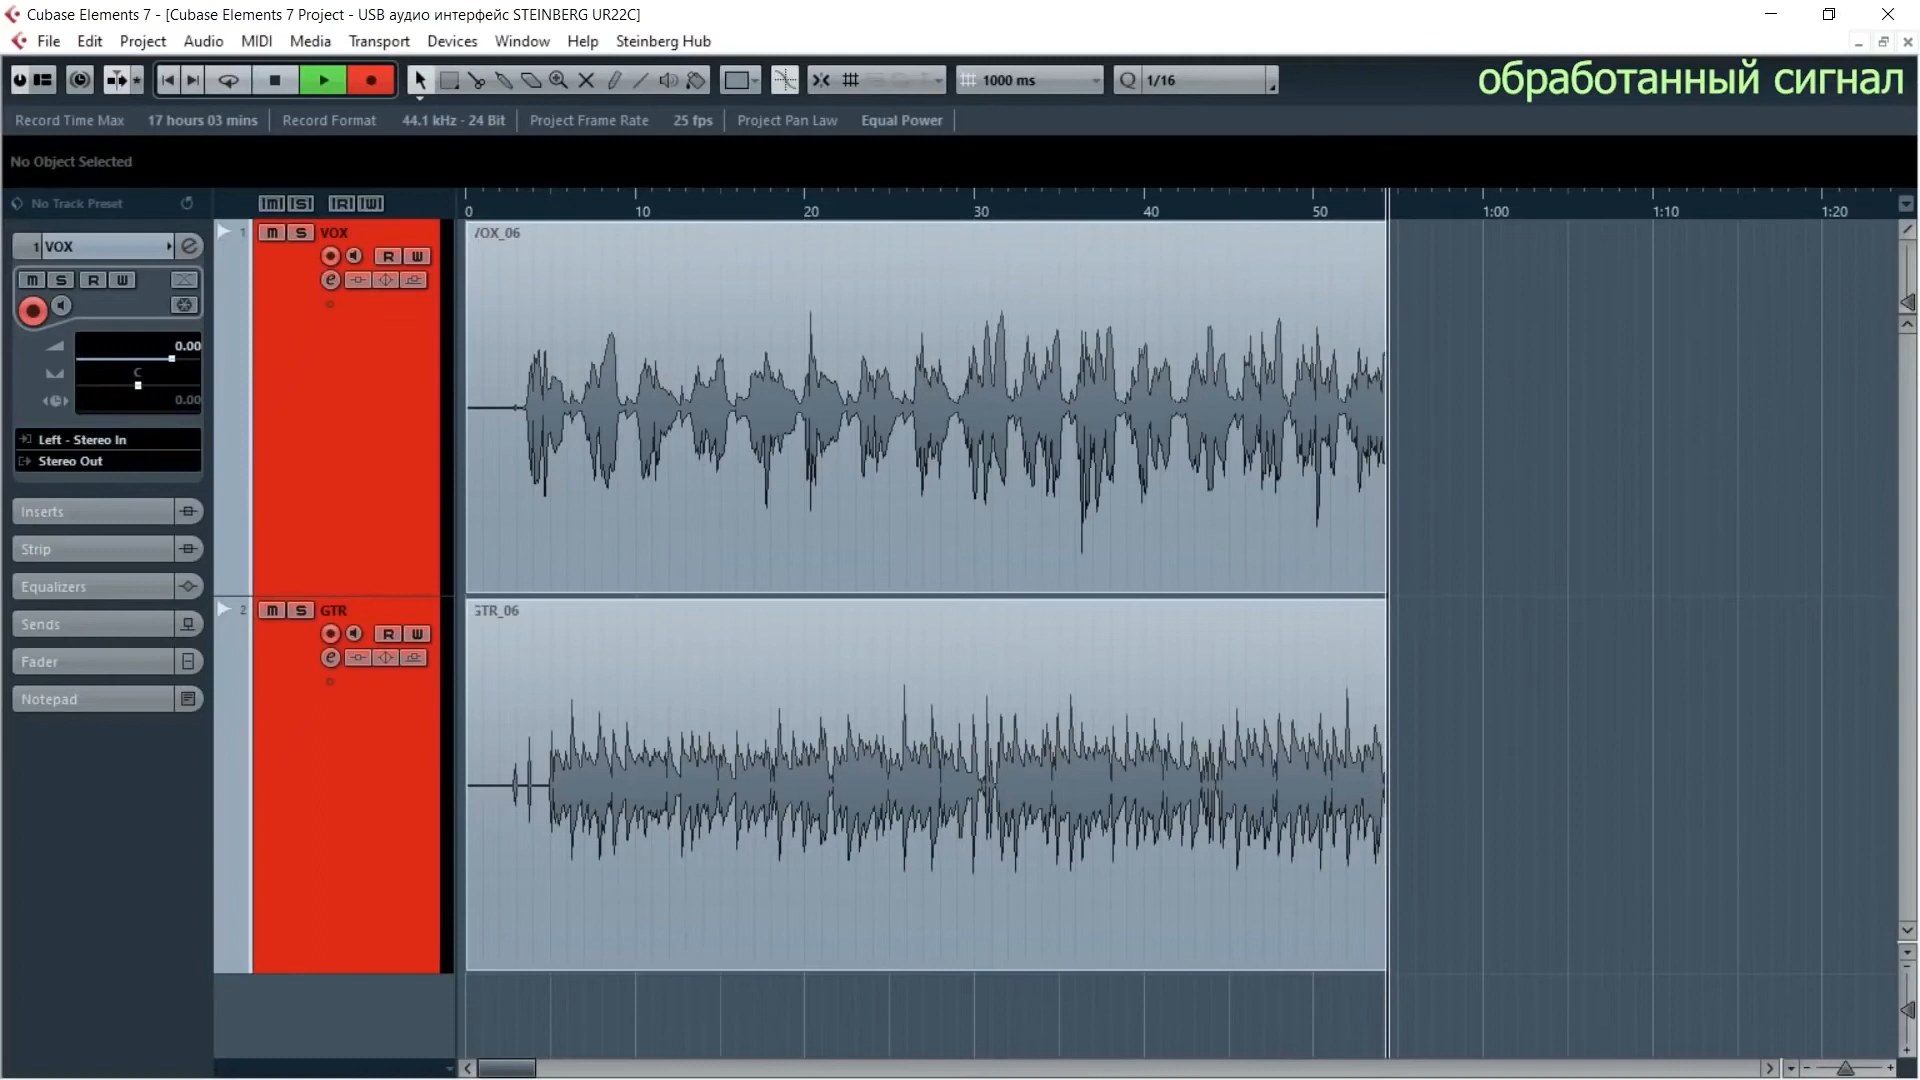 Cubase Elements 7 - [Cubase Elements 7 Project - USB аудио интерфейс STEINBERG UR22C]
File Edit Project Audio MIDI Media Transport Devices Window Help Steinberg Hub
1000 ms Q 1/16
обработанный сигнал
Record Time Max 17 hours 03 mins Record Format 44.1 kHz - 24 Bit Project Frame Rate 25 fps Project Pan Law Equal Power
No Object Selected
No Track Preset
[m] [S] [R] [W]
0 10 20 30 40 50 1:00 1:10 1:20
1 VOX e
m S R W
0.00
C
0.00
Left - Stereo In
Stereo Out
Inserts
Strip
Equalizers
Sends
Fader
Notepad
1 m S VOX
R W
e
VOX_06
2 m S GTR
R W
e
GTR_06